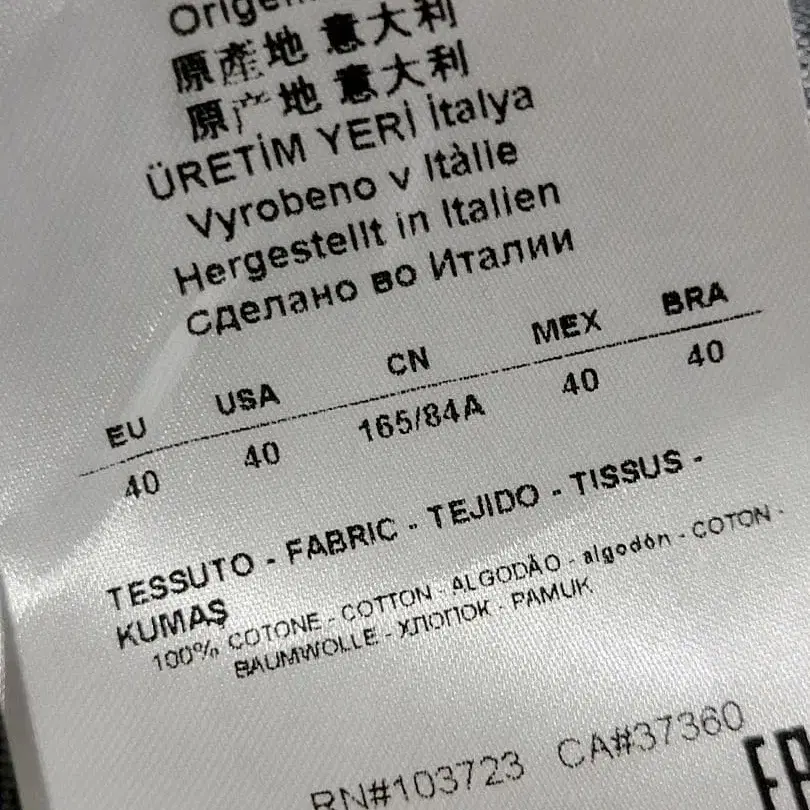 Origen
原產地 意大利
原产地 意大利
ÜRETİM YERİ İtalya
Vyrobeno v Itàlie
Hergestellt in Italien
Сделано во Италии
EU USA CN MEX BRA
40 40 165/84A 40 40
TESSUTO - FABRIC - TEJIDO - TISSUS -
KUMAŞ
100% COTONE - COTTON - ALGODÃO - algodón - COTON -
BAUMWOLLE - ХЛОПОК - PAMUK
RN#103723 CA#37360